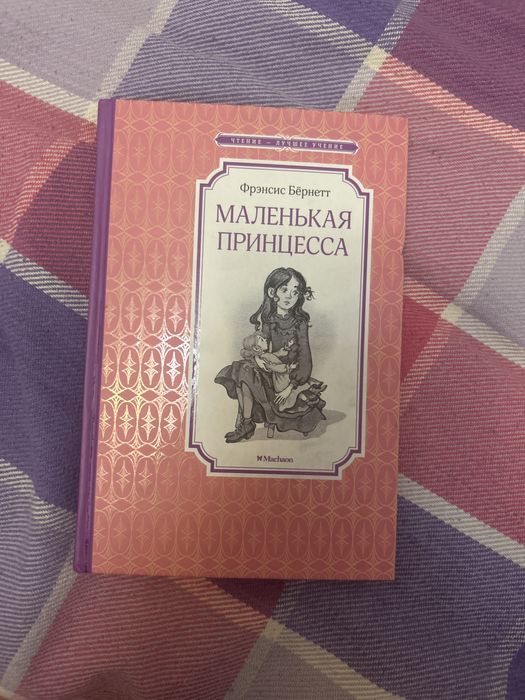 ЧТЕНИЕ – ЛУЧШЕЕ УЧЕНИЕ
Фрэнсис Бёрнетт
МАЛЕНЬКАЯ
ПРИНЦЕССА
Machaon